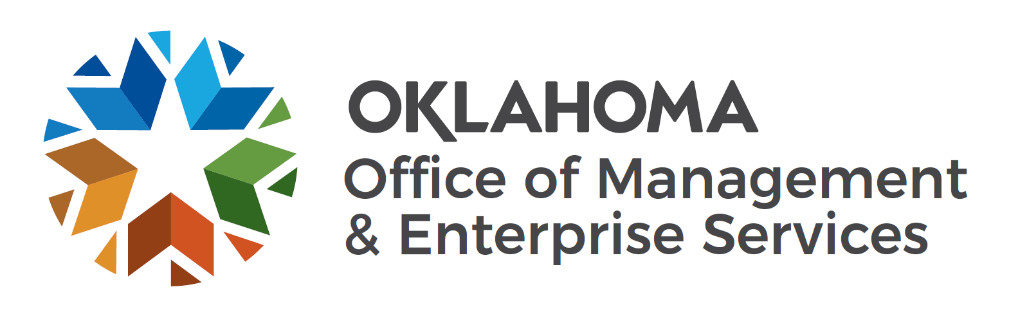 OKLAHOMA
Office of Management
& Enterprise Services